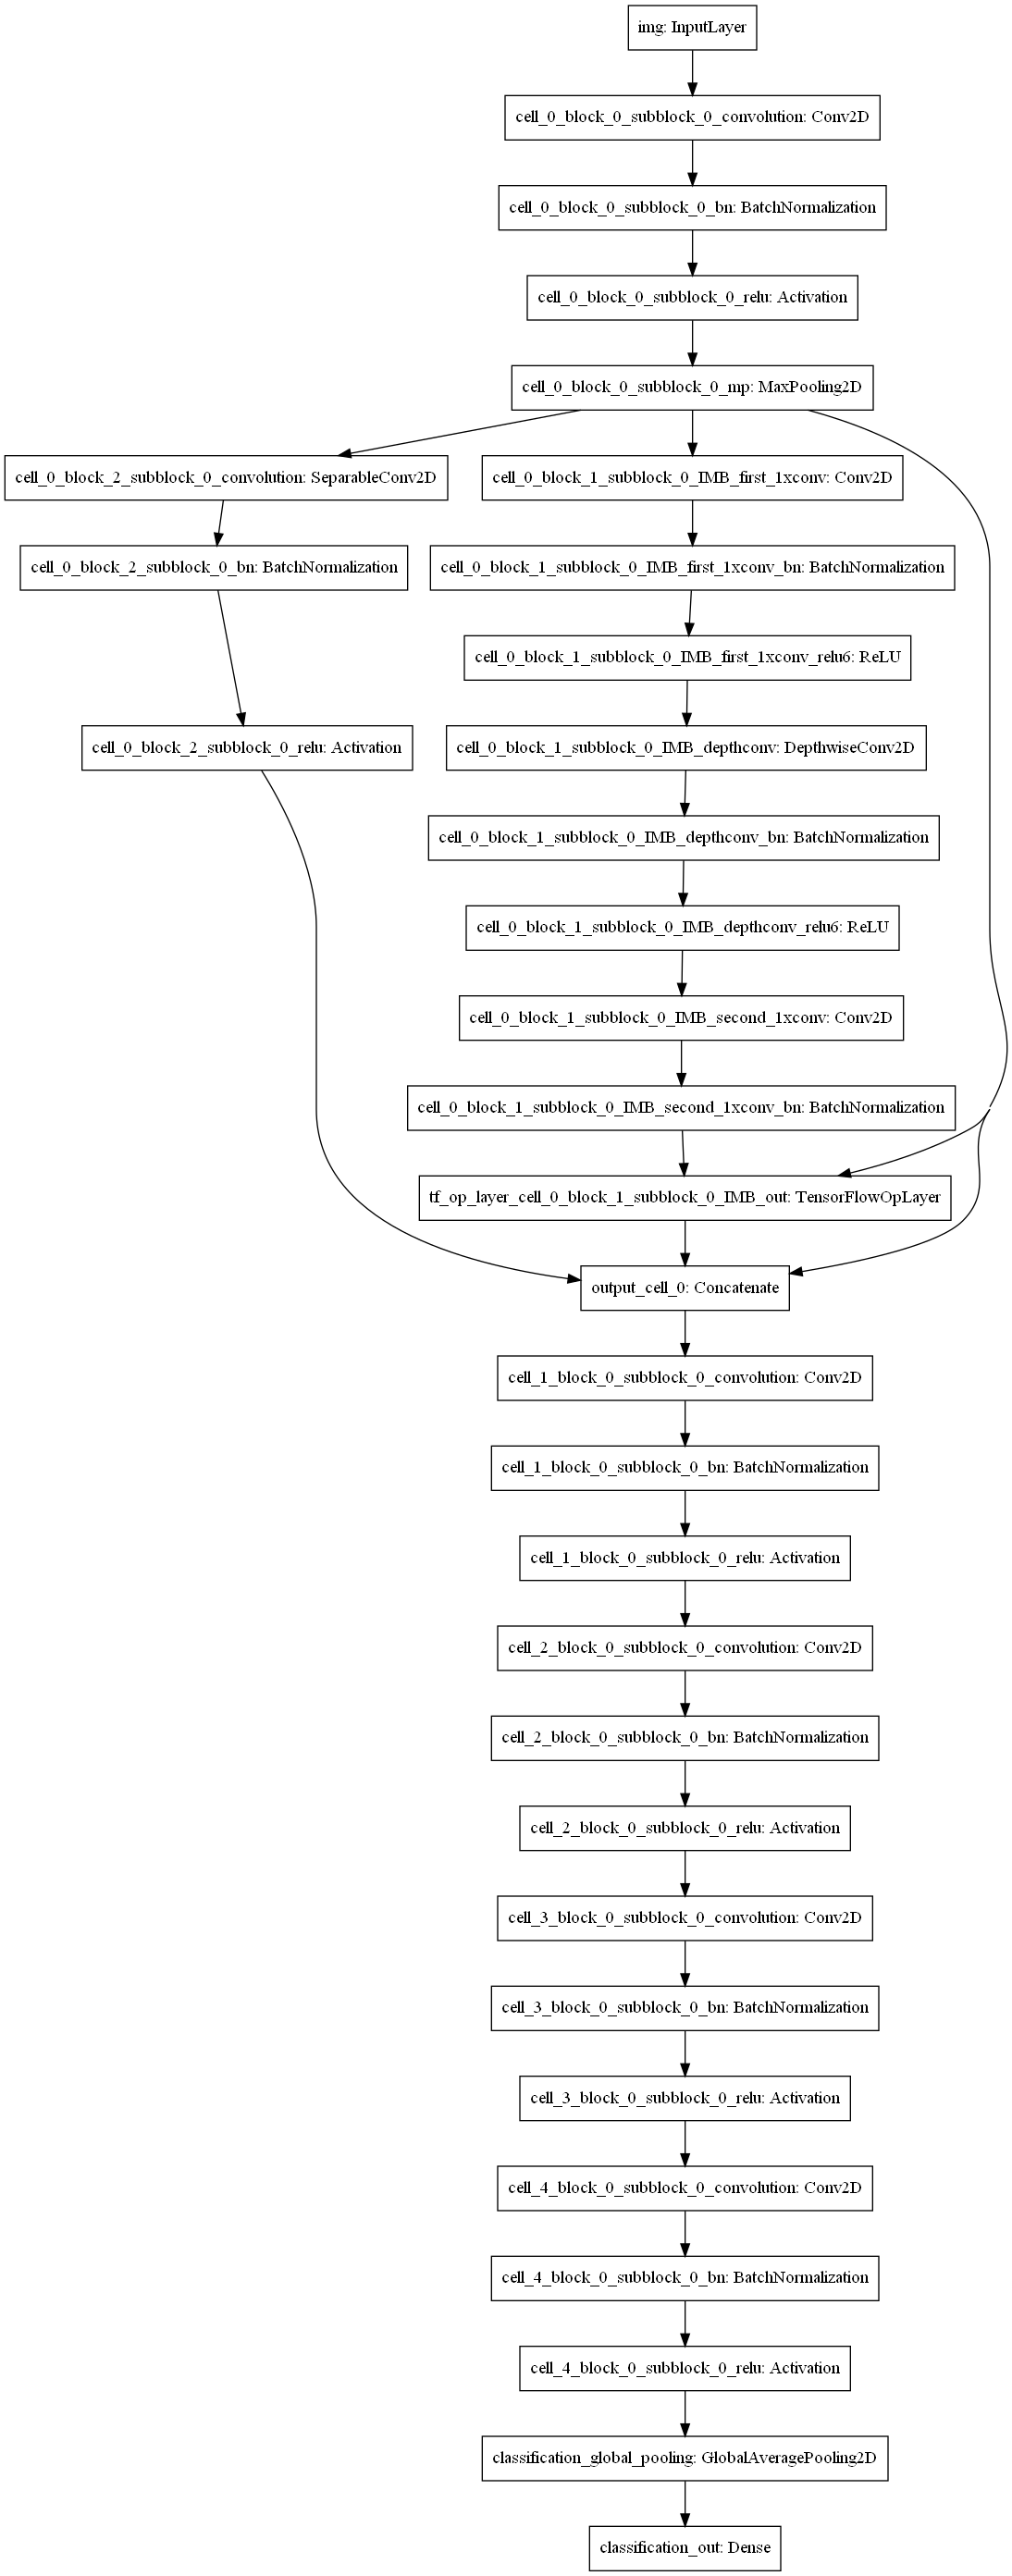 img: InputLayer
cell_0_block_0_subblock_0_convolution: Conv2D
cell_0_block_0_subblock_0_bn: BatchNormalization
cell_0_block_0_subblock_0_relu: Activation
cell_0_block_0_subblock_0_mp: MaxPooling2D
cell_0_block_2_subblock_0_convolution: SeparableConv2D
cell_0_block_1_subblock_0_IMB_first_1xconv: Conv2D
cell_0_block_2_subblock_0_bn: BatchNormalization
cell_0_block_1_subblock_0_IMB_first_1xconv_bn: BatchNormalization
cell_0_block_1_subblock_0_IMB_first_1xconv_relu6: ReLU
cell_0_block_2_subblock_0_relu: Activation
cell_0_block_1_subblock_0_IMB_depthconv: DepthwiseConv2D
cell_0_block_1_subblock_0_IMB_depthconv_bn: BatchNormalization
cell_0_block_1_subblock_0_IMB_depthconv_relu6: ReLU
cell_0_block_1_subblock_0_IMB_second_1xconv: Conv2D
cell_0_block_1_subblock_0_IMB_second_1xconv_bn: BatchNormalization
tf_op_layer_cell_0_block_1_subblock_0_IMB_out: TensorFlowOpLayer
output_cell_0: Concatenate
cell_1_block_0_subblock_0_convolution: Conv2D
cell_1_block_0_subblock_0_bn: BatchNormalization
cell_1_block_0_subblock_0_relu: Activation
cell_2_block_0_subblock_0_convolution: Conv2D
cell_2_block_0_subblock_0_bn: BatchNormalization
cell_2_block_0_subblock_0_relu: Activation
cell_3_block_0_subblock_0_convolution: Conv2D
cell_3_block_0_subblock_0_bn: BatchNormalization
cell_3_block_0_subblock_0_relu: Activation
cell_4_block_0_subblock_0_convolution: Conv2D
cell_4_block_0_subblock_0_bn: BatchNormalization
cell_4_block_0_subblock_0_relu: Activation
classification_global_pooling: GlobalAveragePooling2D
classification_out: Dense